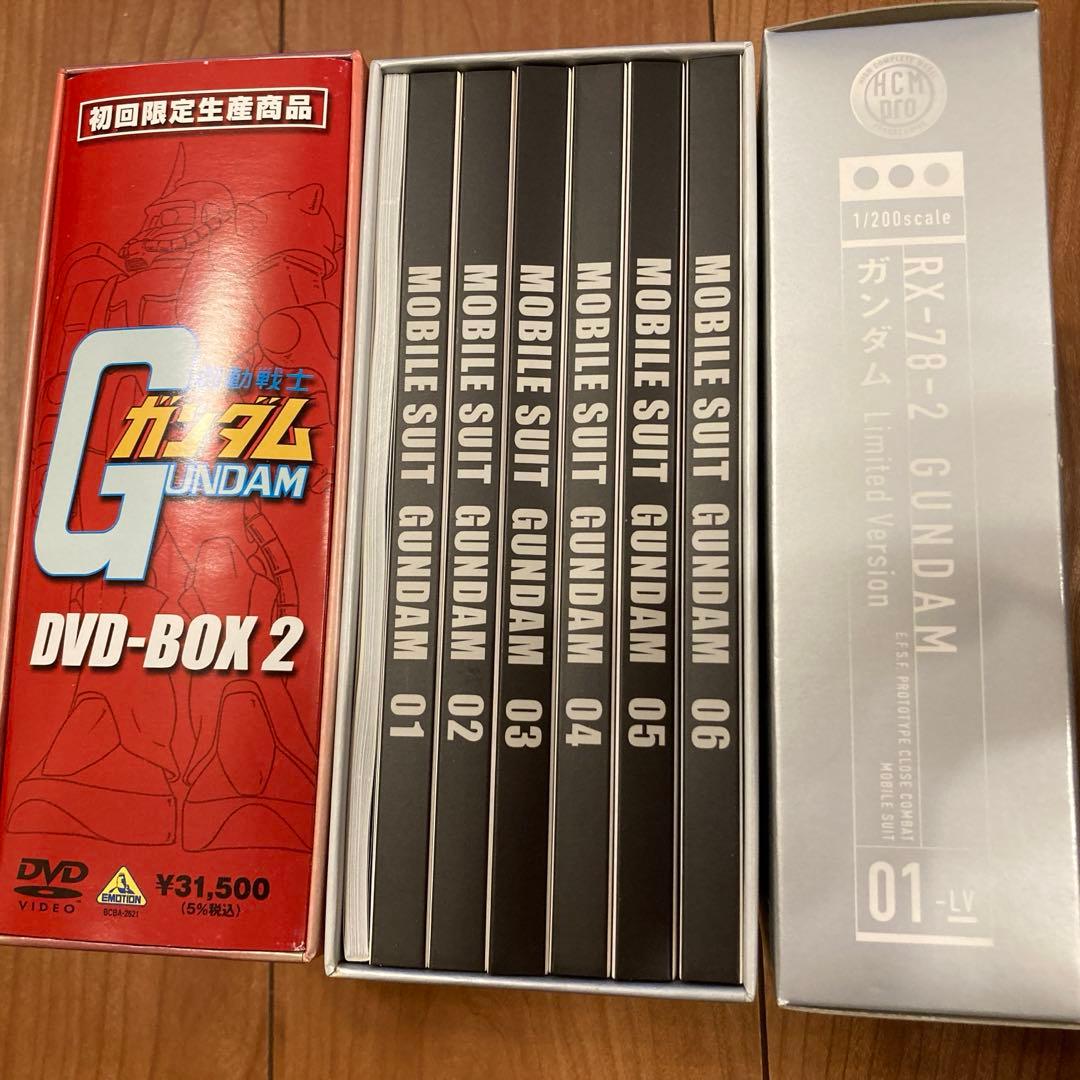 初回限定生産商品
機動戦士
ガンダム
GUNDAM
DVD-BOX 2
DVD
VIDEO
EMOTION
BCBA-2621
¥31,500
(5%税込)
MOBILE SUIT GUNDAM 01
MOBILE SUIT GUNDAM 02
MOBILE SUIT GUNDAM 03
MOBILE SUIT GUNDAM 04
MOBILE SUIT GUNDAM 05
MOBILE SUIT GUNDAM 06
HCM
pro
1/200scale
RX-78-2 GUNDAM
ガンダム Limited Version
E.F.S.F. PROTOTYPE CLOSE COMBAT
MOBILE SUIT
01-LV